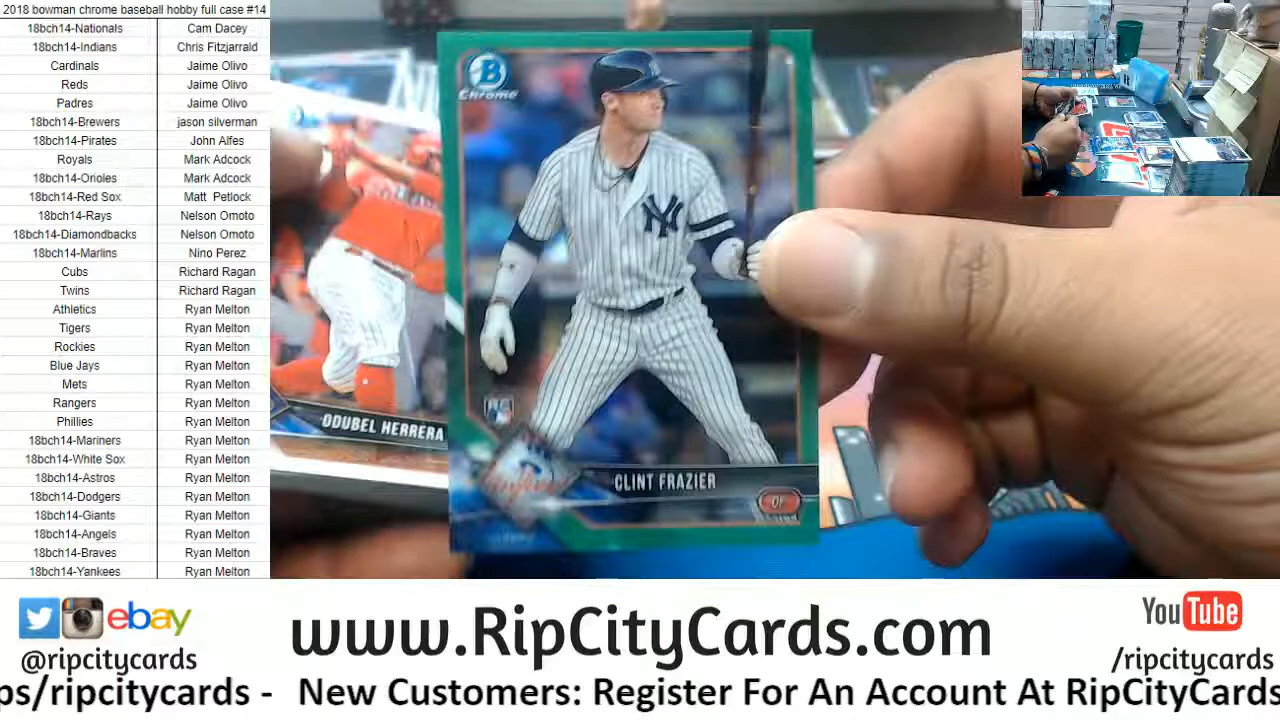 2018 bowman chrome baseball hobby full case #14
18bch14-Nationals Cam Dacey
18bch14-Indians Chris Fitzjarrald
Cardinals Jaime Olivo
Reds Jaime Olivo
Padres Jaime Olivo
18bch14-Brewers jason silverman
18bch14-Pirates John Alfes
Royals Mark Adcock
18bch14-Orioles Mark Adcock
18bch14-Red Sox Matt Petlock
18bch14-Rays Nelson Omoto
18bch14-Diamondbacks Nelson Omoto
18bch14-Marlins Nino Perez
Cubs Richard Ragan
Twins Richard Ragan
Athletics Ryan Melton
Tigers Ryan Melton
Rockies Ryan Melton
Blue Jays Ryan Melton
Mets Ryan Melton
Rangers Ryan Melton
Phillies Ryan Melton
18bch14-Mariners Ryan Melton
18bch14-White Sox Ryan Melton
18bch14-Astros Ryan Melton
18bch14-Dodgers Ryan Melton
18bch14-Giants Ryan Melton
18bch14-Angels Ryan Melton
18bch14-Braves Ryan Melton
18bch14-Yankees Ryan Melton
B
Chrome
NY
ODUBEL HERRERA
CLINT FRAZIER
OF
ebay
@ripcitycards
www.RipCityCards.com
YouTube
/ripcitycards
ps/ripcitycards - New Customers: Register For An Account At RipCityCards